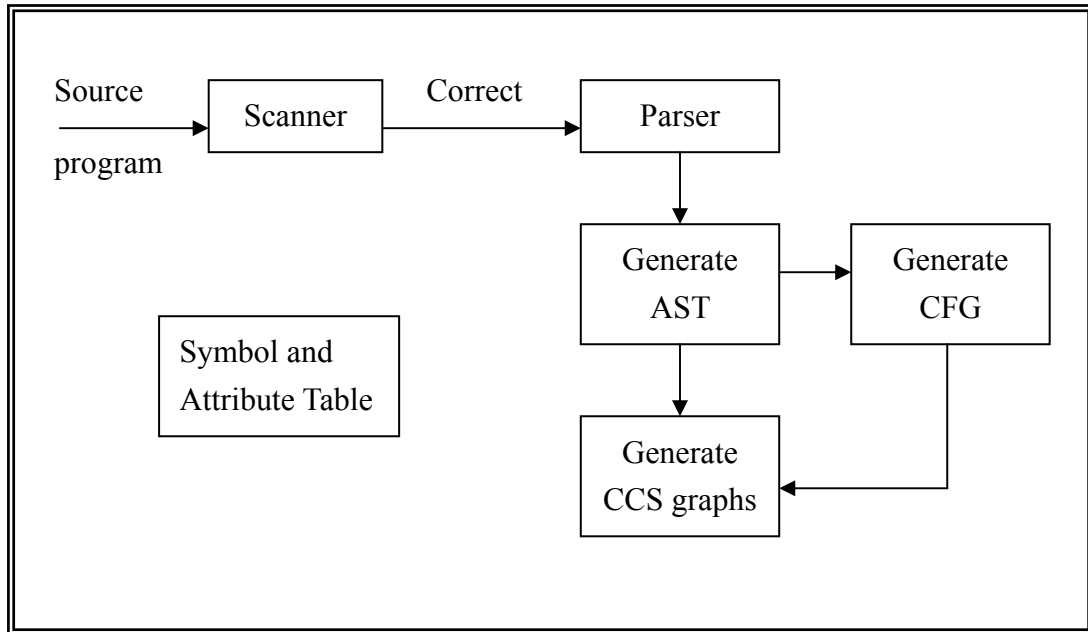 Source
program
Scanner
Correct
Parser
Generate
AST
Generate
CFG
Symbol and
Attribute Table
Generate
CCS graphs